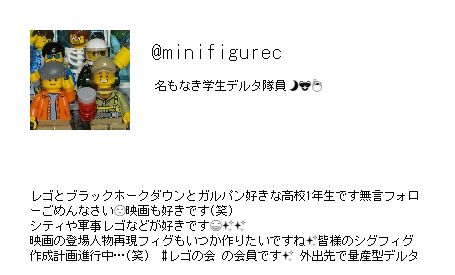 @minifigurec
名もなき学生デルタ隊員🌙😎⛄
レゴとブラックホークダウンとガルパン好きな高校1年生です無言フォロ
ーごめんなさい😚映画も好きです(笑)
シティや軍事レゴなどが好きです😁✨✨
映画の登場人物再現フィグもいつか作りたいですね✨皆様のシグフィグ
作成計画進行中…(笑) #レゴの会 の会員です✨ 外出先で量産型デルタ